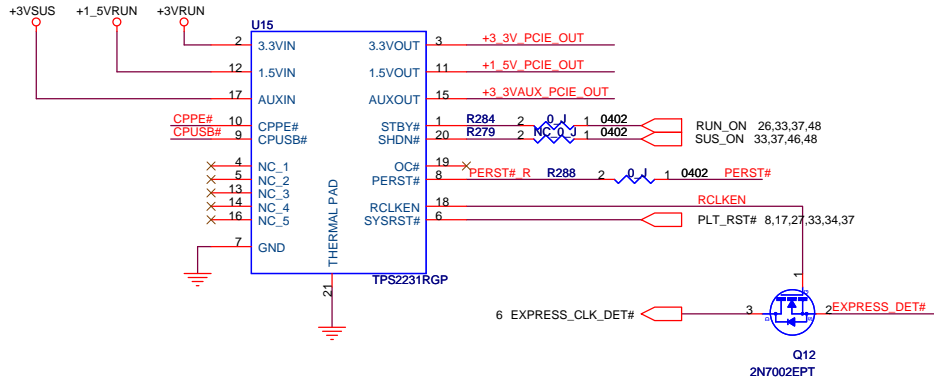 +3VSUS +1_5VRUN +3VRUN
U15
2 3.3VIN 3.3VOUT 3 +3_3V_PCIE_OUT
12 1.5VIN 1.5VOUT 11 +1_5V_PCIE_OUT
17 AUXIN AUXOUT 15 +3_3VAUX_PCIE_OUT
CPPE# 10 CPPE# STBY# 1 R284 2 0_J 1 0402 RUN_ON 26,33,37,48
CPUSB# 9 CPUSB# SHDN# 20 R279 2 NC_0_J 1 0402 SUS_ON 33,37,46,48
4 NC_1 OC# 19
5 NC_2 PERST# 8 PERST#_R R288 2 0_J 1 0402 PERST#
13 NC_3
14 NC_4 RCLKEN 18 RCLKEN
16 NC_5 SYSRST# 6 PLT_RST# 8,17,27,33,34,37
7 GND
THERMAL PAD
21
TPS2231RGP
1
G
6 EXPRESS_CLK_DET# 3 D S 2 EXPRESS_DET#
Q12
2N7002EPT